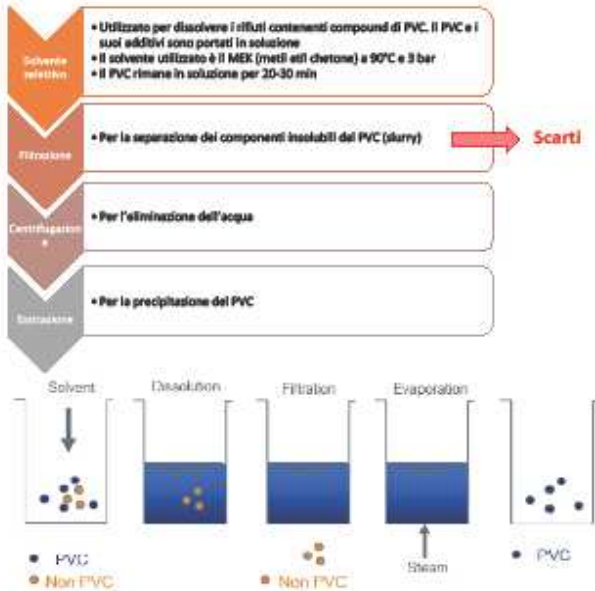 Solvente
selettivo
• Utilizzato per dissolvere i rifiuti contenenti compound di PVC. Il PVC e i
suoi additivi sono portati in soluzione
• Il solvente utilizzato è il MEK (metil etil chetone) a 90°C e 3 bar
• Il PVC rimane in soluzione per 20-30 min
Filtrazione
• Per la separazione dei componenti insolubili del PVC (slurry)
Scarti
Centrifugazion
e
• Per l'eliminazione dell'acqua
• Per la precipitazione del PVC
Solvent
Dissolution
Filtration
Evaporation
PVC
Non PVC
Non PVC
Steam
PVC